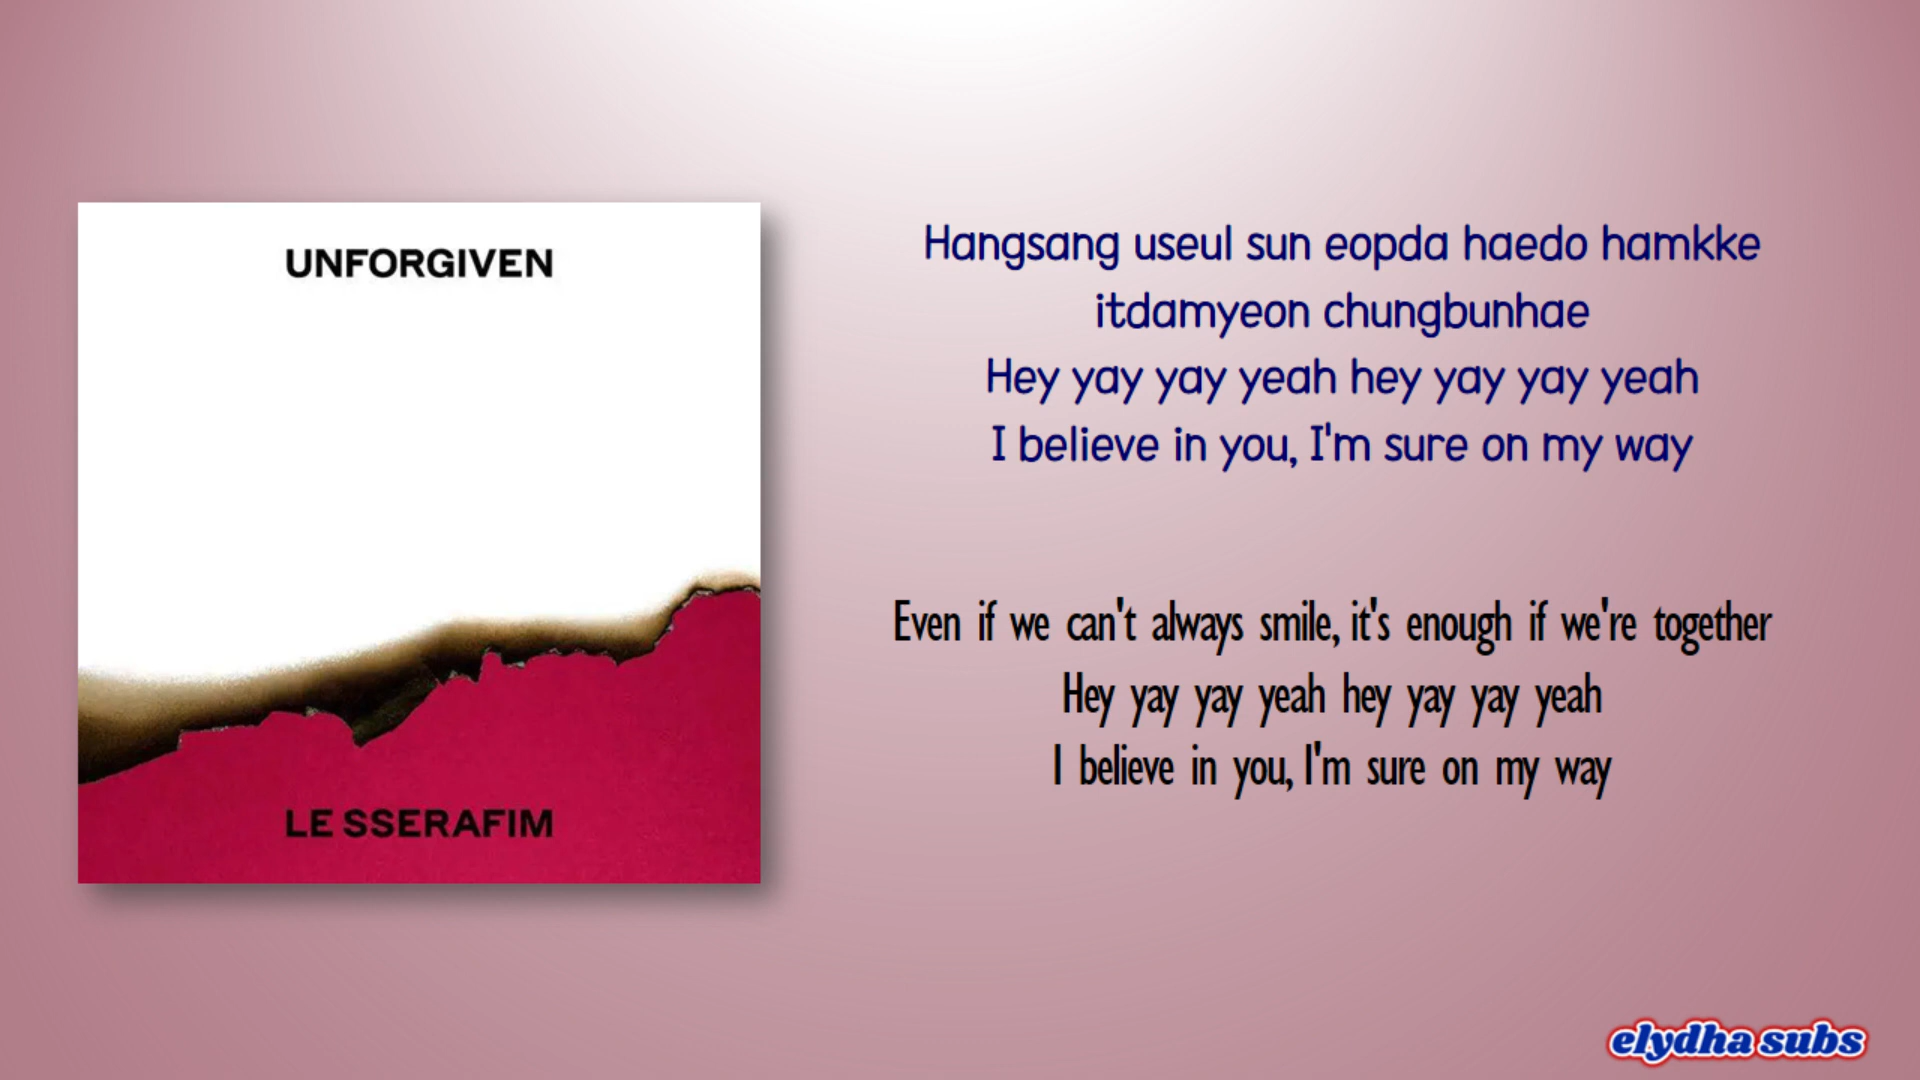 UNFORGIVEN
LE SSERAFIM
Hangsang useul sun eopda haedo hamkke
itdamyeon chungbunhae
Hey yay yay yeah hey yay yay yeah
I believe in you, I'm sure on my way
Even if we can't always smile, it's enough if we're together
Hey yay yay yeah hey yay yay yeah
I believe in you, I'm sure on my way
elydha subs